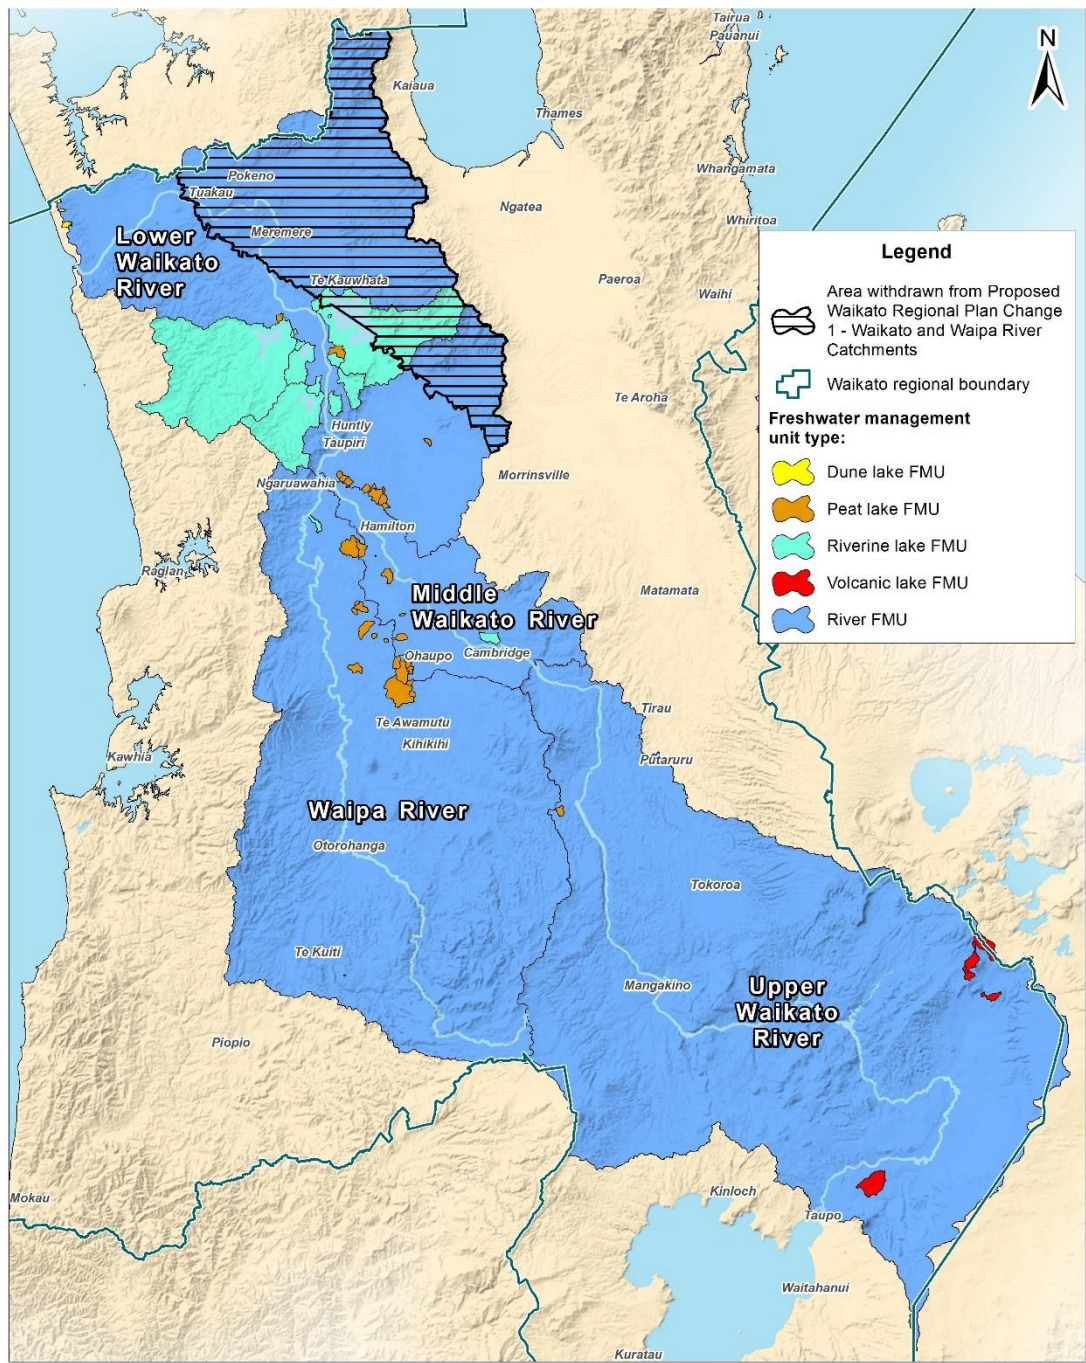 Tairua
Pauanui
N
Kaiaua
Thames
Whangamata
Pokeno
Tuakau
Ngatea
Whiritoa
Meremere
Lower
Waikato
River
Te Kauwhata
Paeroa
Waihi
Legend
Area withdrawn from Proposed
Waikato Regional Plan Change
1 - Waikato and Waipa River
Catchments
Waikato regional boundary
Freshwater management
unit type:
Dune lake FMU
Peat lake FMU
Riverine lake FMU
Volcanic lake FMU
River FMU
Te Aroha
Huntly
Taupiri
Ngaruawahia
Morrinsville
Hamilton
Raglan
Matamata
Middle
Waikato River
Ohaupo
Cambridge
Te Awamutu
Kihikihi
Tirau
Kawhia
Pūtaruru
Waipa River
Otorohanga
Tokoroa
Te Kuiti
Mangakino
Upper
Waikato
River
Piopio
Mokau
Kinloch
Taupo
Waitahanui
Kuratau